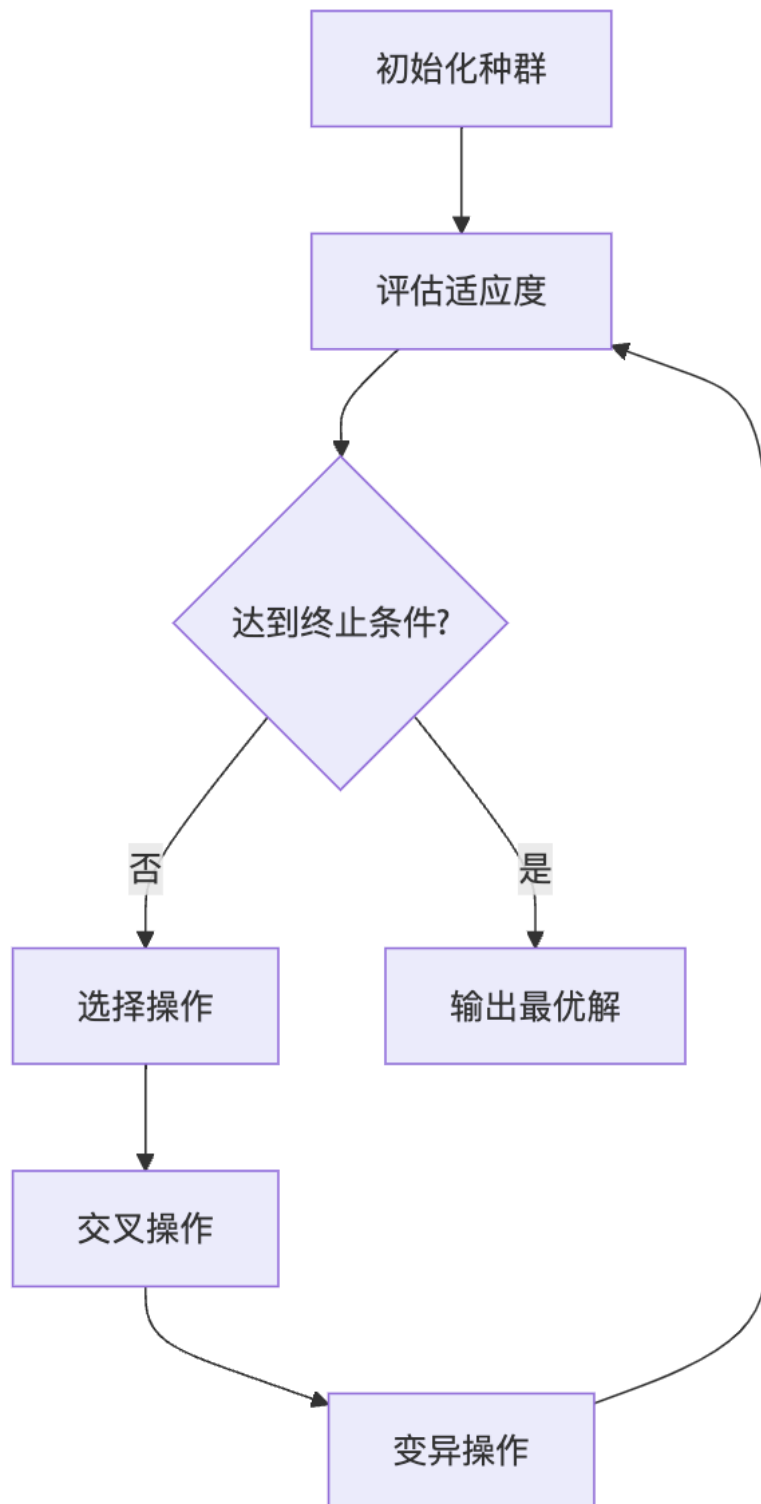 初始化种群
评估适应度
达到终止条件?
否
是
选择操作
输出最优解
交叉操作
变异操作